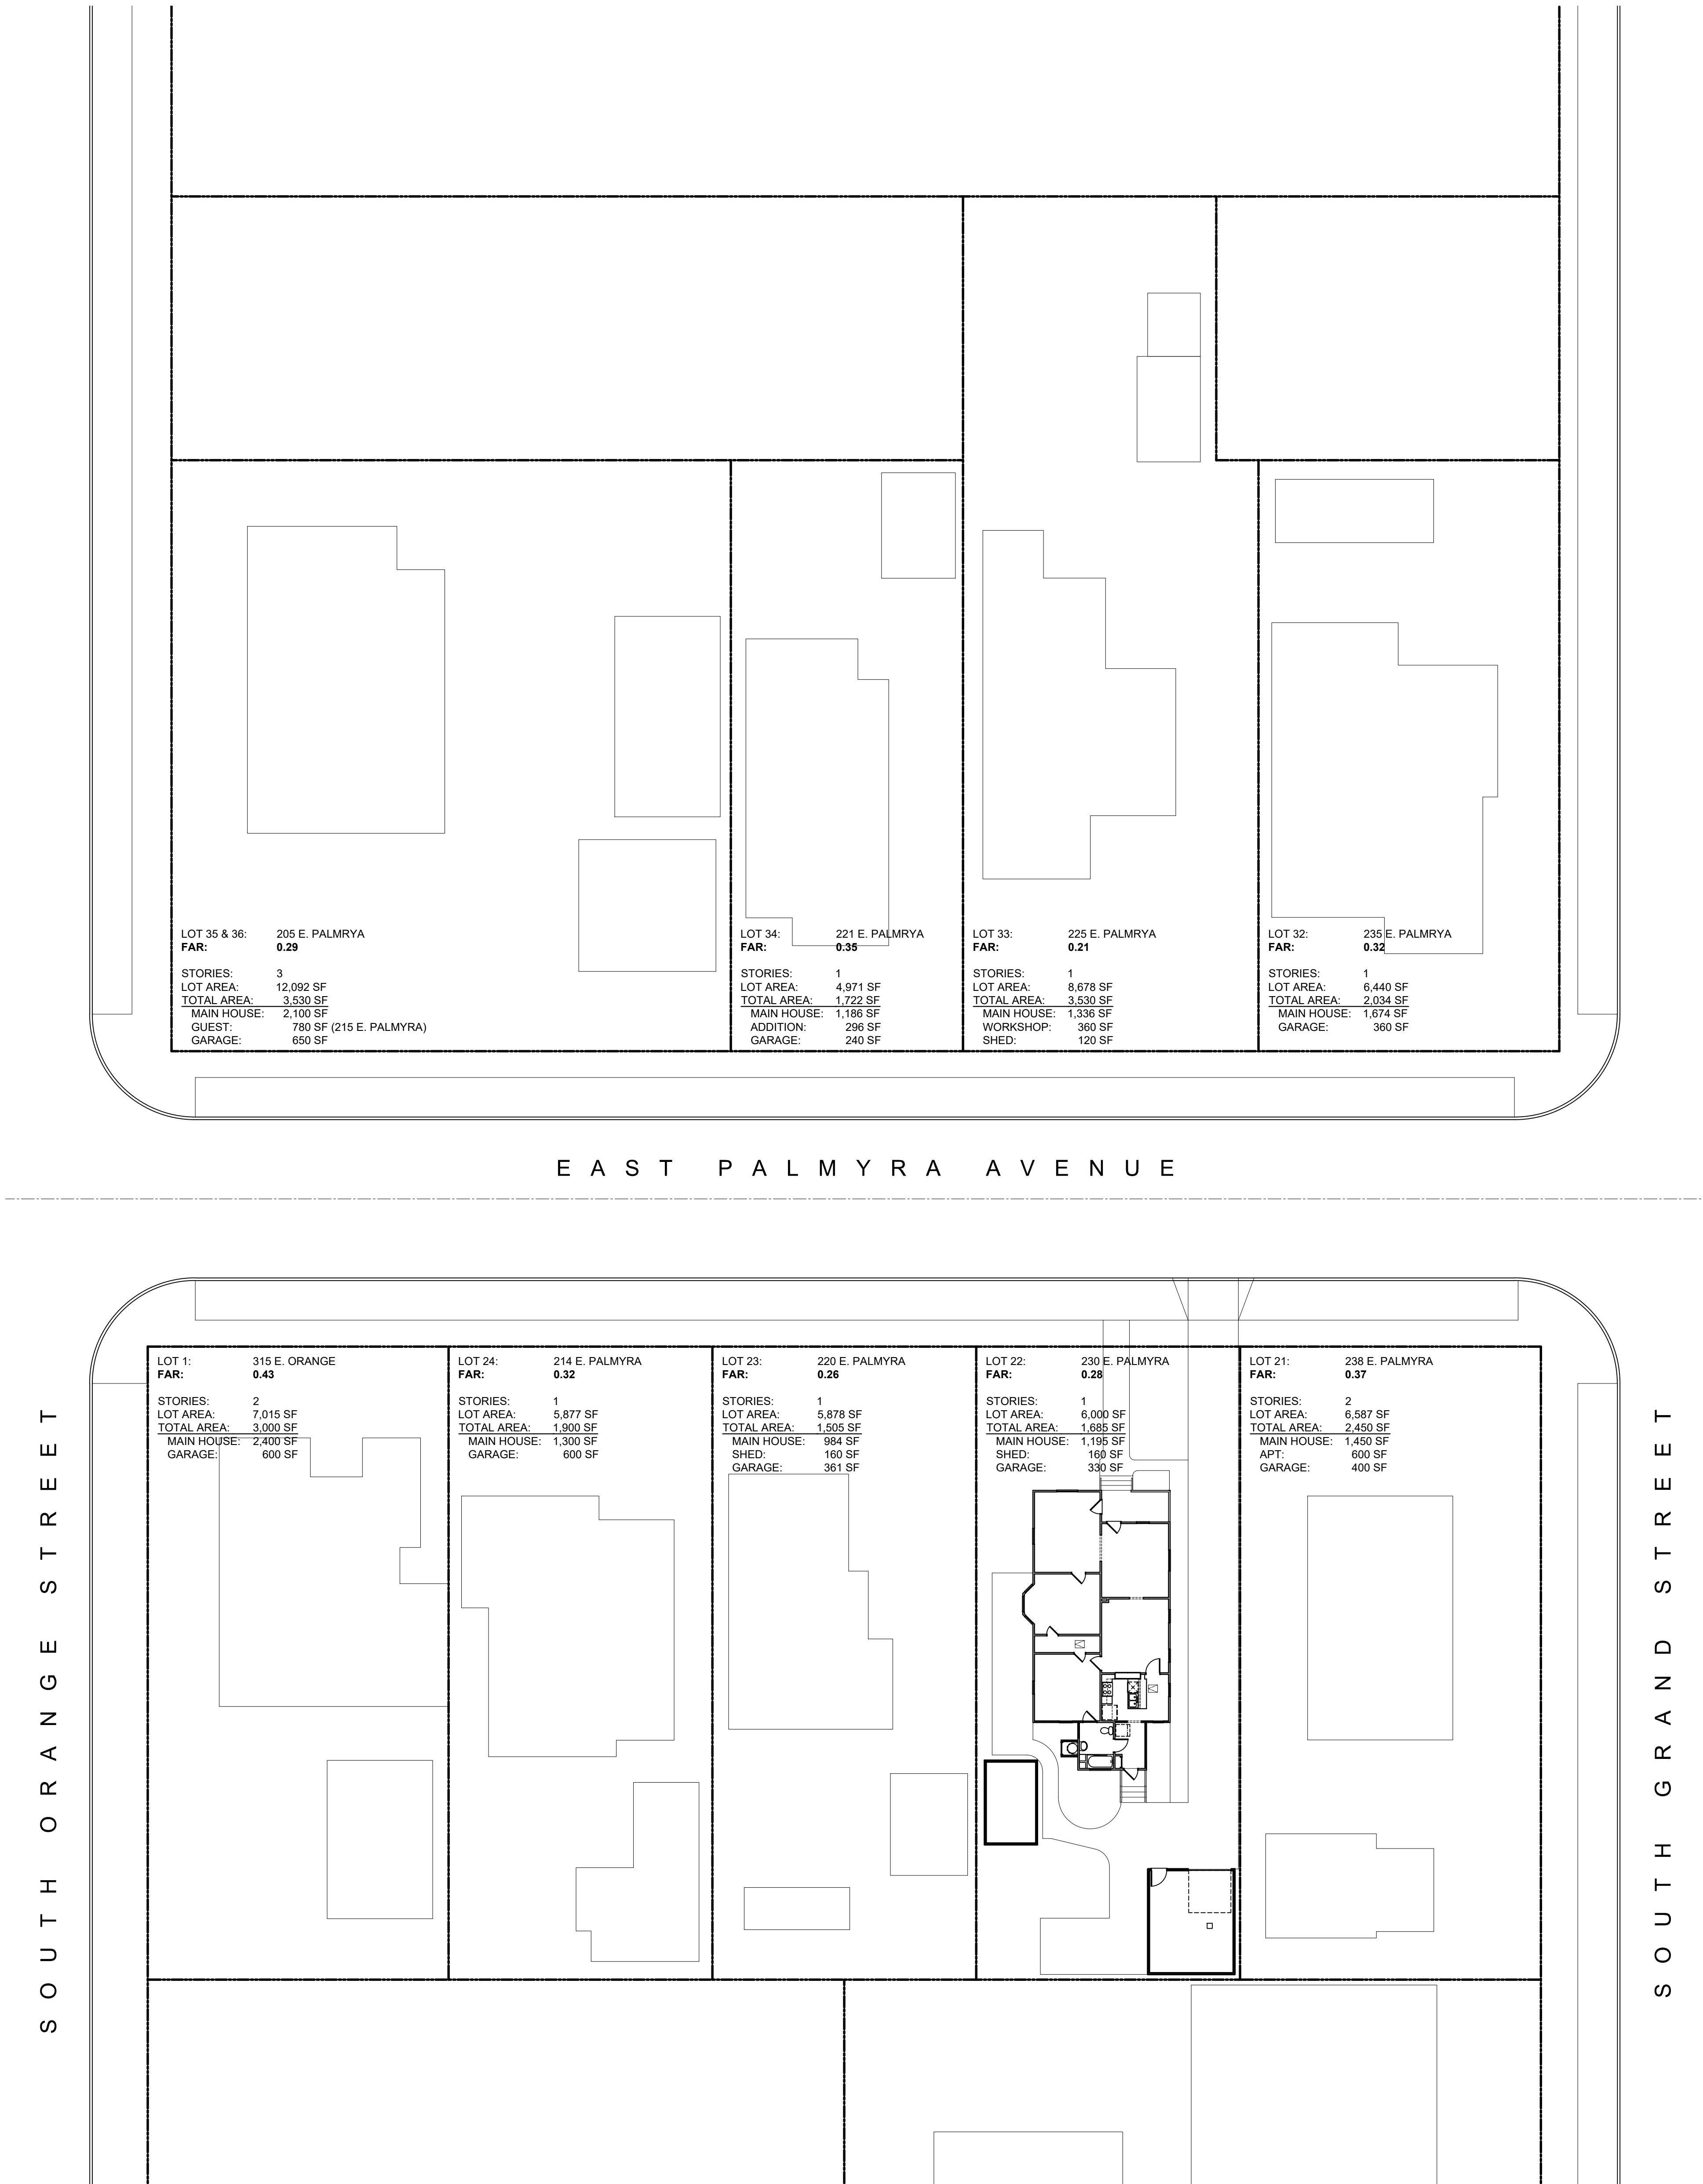 LOT 35 & 36: 205 E. PALMRYA
FAR: 0.29
STORIES: 3
LOT AREA: 12,092 SF
TOTAL AREA: 3,530 SF
MAIN HOUSE: 2,100 SF
GUEST: 780 SF (215 E. PALMYRA)
GARAGE: 650 SF
LOT 34: 221 E. PALMRYA
FAR: 0.35
STORIES: 1
LOT AREA: 4,971 SF
TOTAL AREA: 1,722 SF
MAIN HOUSE: 1,186 SF
ADDITION: 296 SF
GARAGE: 240 SF
LOT 33: 225 E. PALMRYA
FAR: 0.21
STORIES: 1
LOT AREA: 8,678 SF
TOTAL AREA: 3,530 SF
MAIN HOUSE: 1,336 SF
WORKSHOP: 360 SF
SHED: 120 SF
LOT 32: 235 E. PALMRYA
FAR: 0.32
STORIES: 1
LOT AREA: 6,440 SF
TOTAL AREA: 2,034 SF
MAIN HOUSE: 1,674 SF
GARAGE: 360 SF
EAST PALMYRA AVENUE
LOT 1: 315 E. ORANGE
FAR: 0.43
STORIES: 2
LOT AREA: 7,015 SF
TOTAL AREA: 3,000 SF
MAIN HOUSE: 2,400 SF
GARAGE: 600 SF
LOT 24: 214 E. PALMYRA
FAR: 0.32
STORIES: 1
LOT AREA: 5,877 SF
TOTAL AREA: 1,900 SF
MAIN HOUSE: 1,300 SF
GARAGE: 600 SF
LOT 23: 220 E. PALMYRA
FAR: 0.26
STORIES: 1
LOT AREA: 5,878 SF
TOTAL AREA: 1,505 SF
MAIN HOUSE: 984 SF
SHED: 160 SF
GARAGE: 361 SF
LOT 22: 230 E. PALMYRA
FAR: 0.28
STORIES: 1
LOT AREA: 6,000 SF
TOTAL AREA: 1,685 SF
MAIN HOUSE: 1,195 SF
SHED: 160 SF
GARAGE: 330 SF
LOT 21: 238 E. PALMYRA
FAR: 0.37
STORIES: 2
LOT AREA: 6,587 SF
TOTAL AREA: 2,450 SF
MAIN HOUSE: 1,450 SF
APT: 600 SF
GARAGE: 400 SF
SOUTH ORANGE STREET
SOUTH GRAND STREET